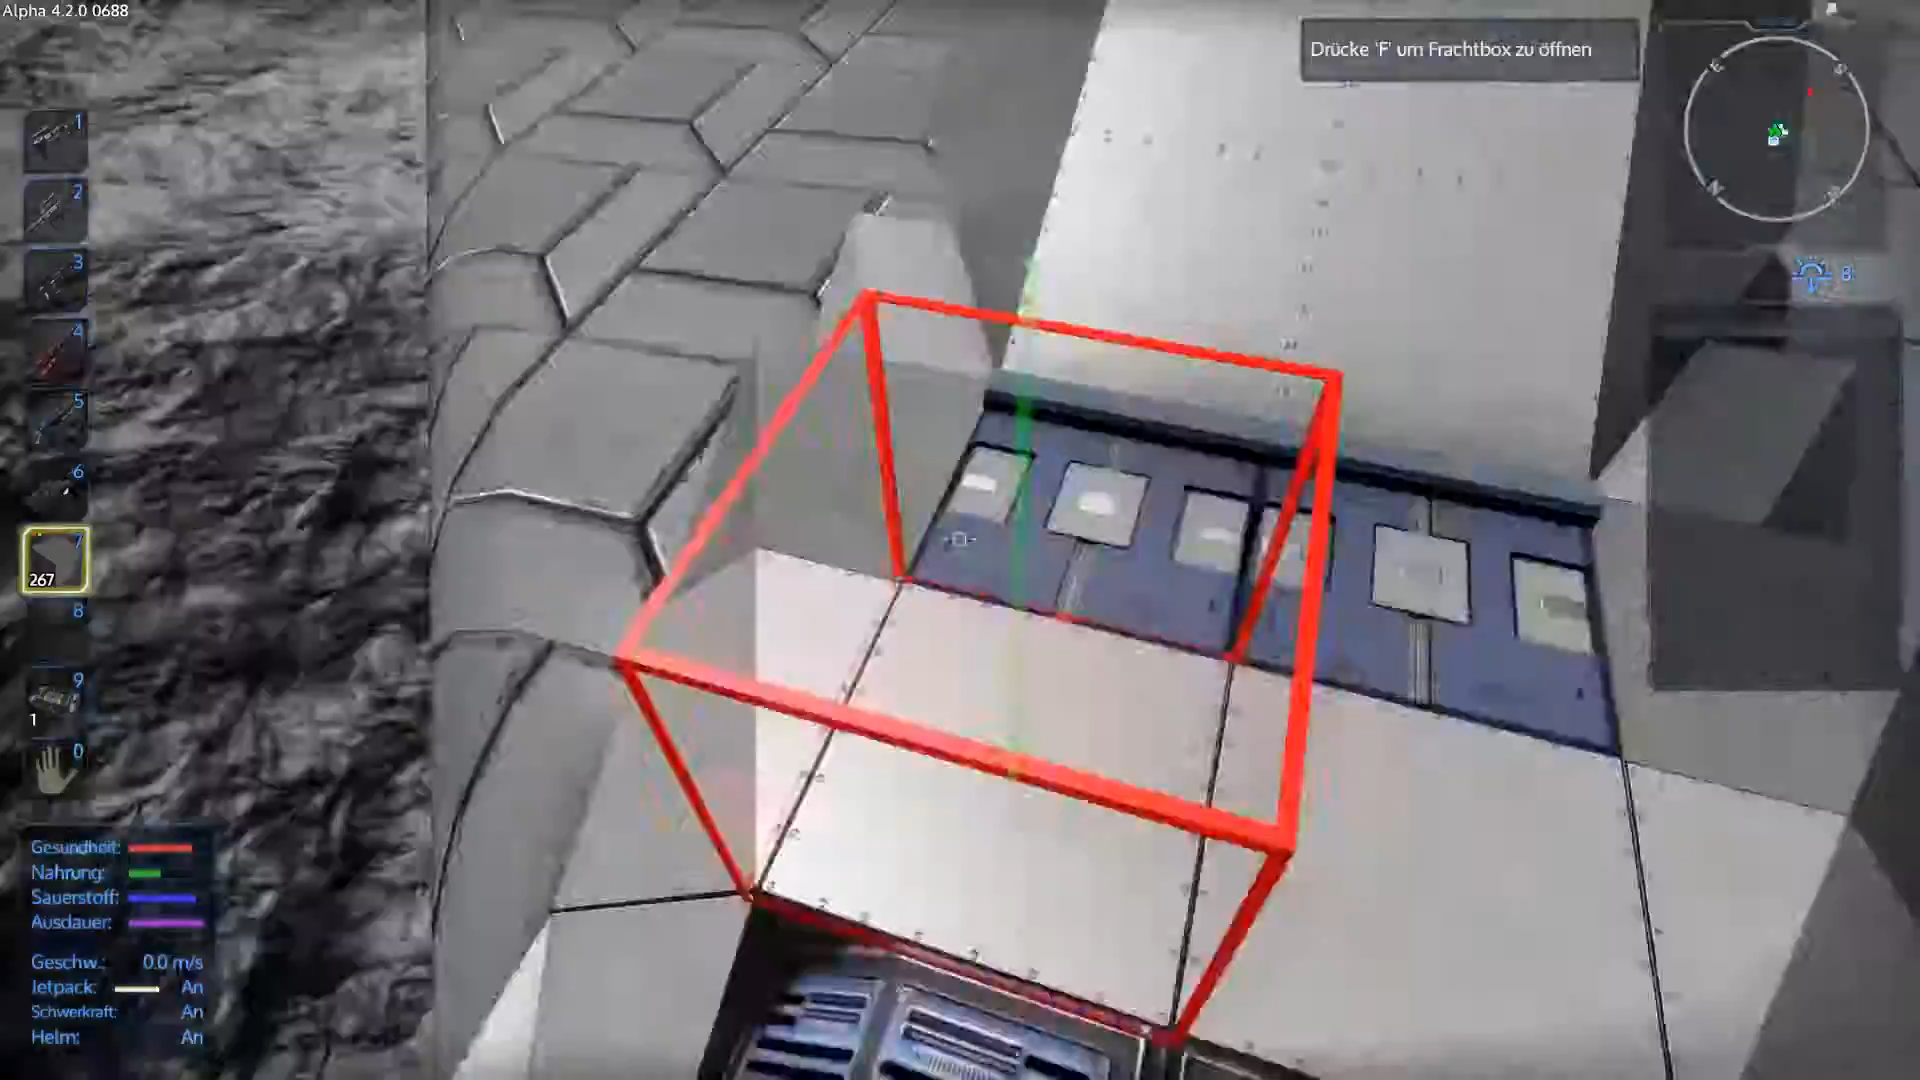 Alpha 4.2.0 0688
Drücke 'F' um Frachtbox zu öffnen
E
S
N
1
2
3
4
5
6
7
267
8
9
1
0
Gesundheit:
Nahrung:
Sauerstoff:
Ausdauer:
Geschw.: 0.0 m/s
Jetpack: An
Schwerkraft: An
Helm: An